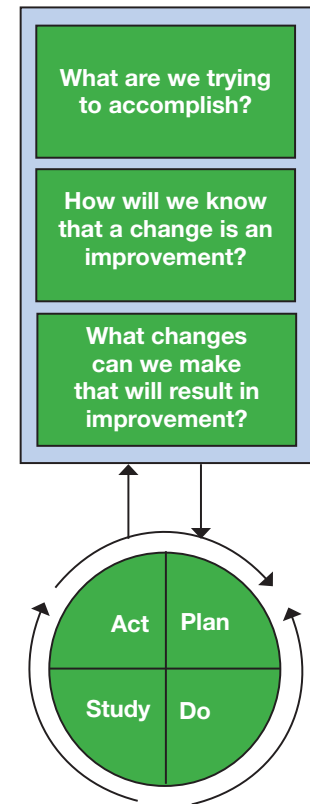 What are we trying
to accomplish?
How will we know
that a change is an
improvement?
What changes
can we make
that will result in
improvement?
Act
Plan
Study
Do